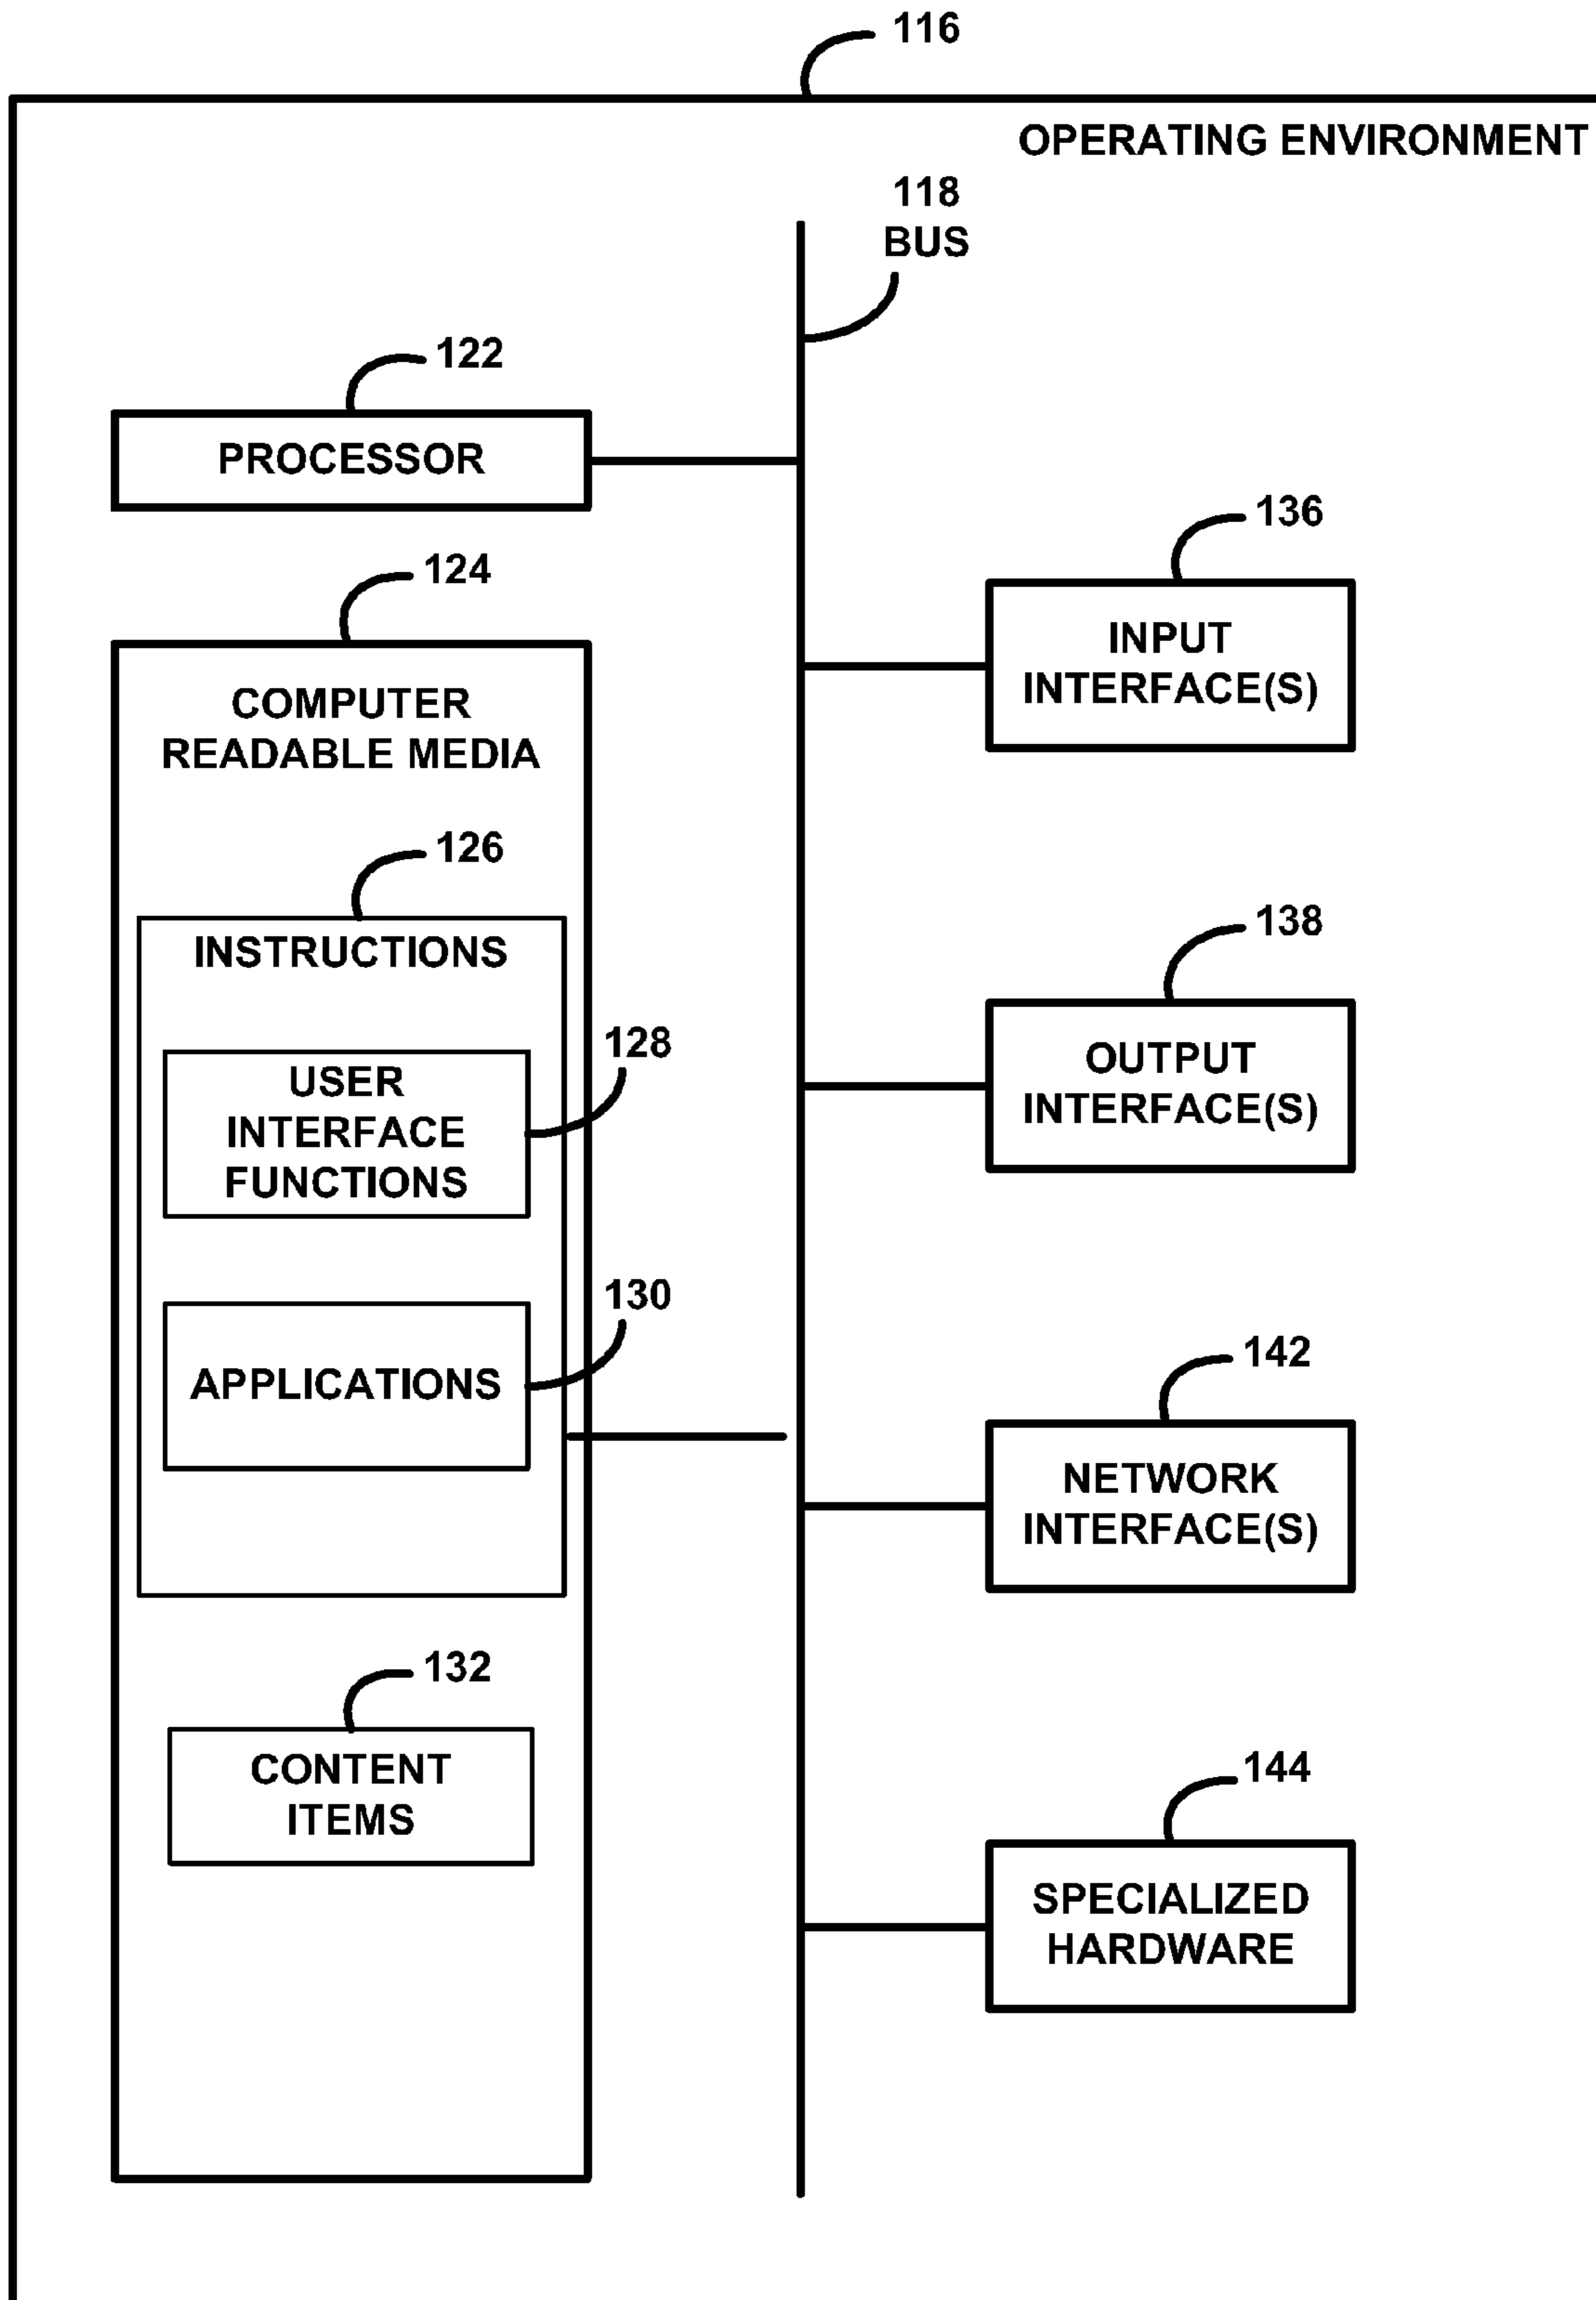 116
OPERATING ENVIRONMENT
118
BUS
122
PROCESSOR
136
INPUT
INTERFACE(S)
124
COMPUTER
READABLE MEDIA
126
INSTRUCTIONS
138
OUTPUT
INTERFACE(S)
128
USER
INTERFACE
FUNCTIONS
130
APPLICATIONS
142
NETWORK
INTERFACE(S)
132
CONTENT
ITEMS
144
SPECIALIZED
HARDWARE